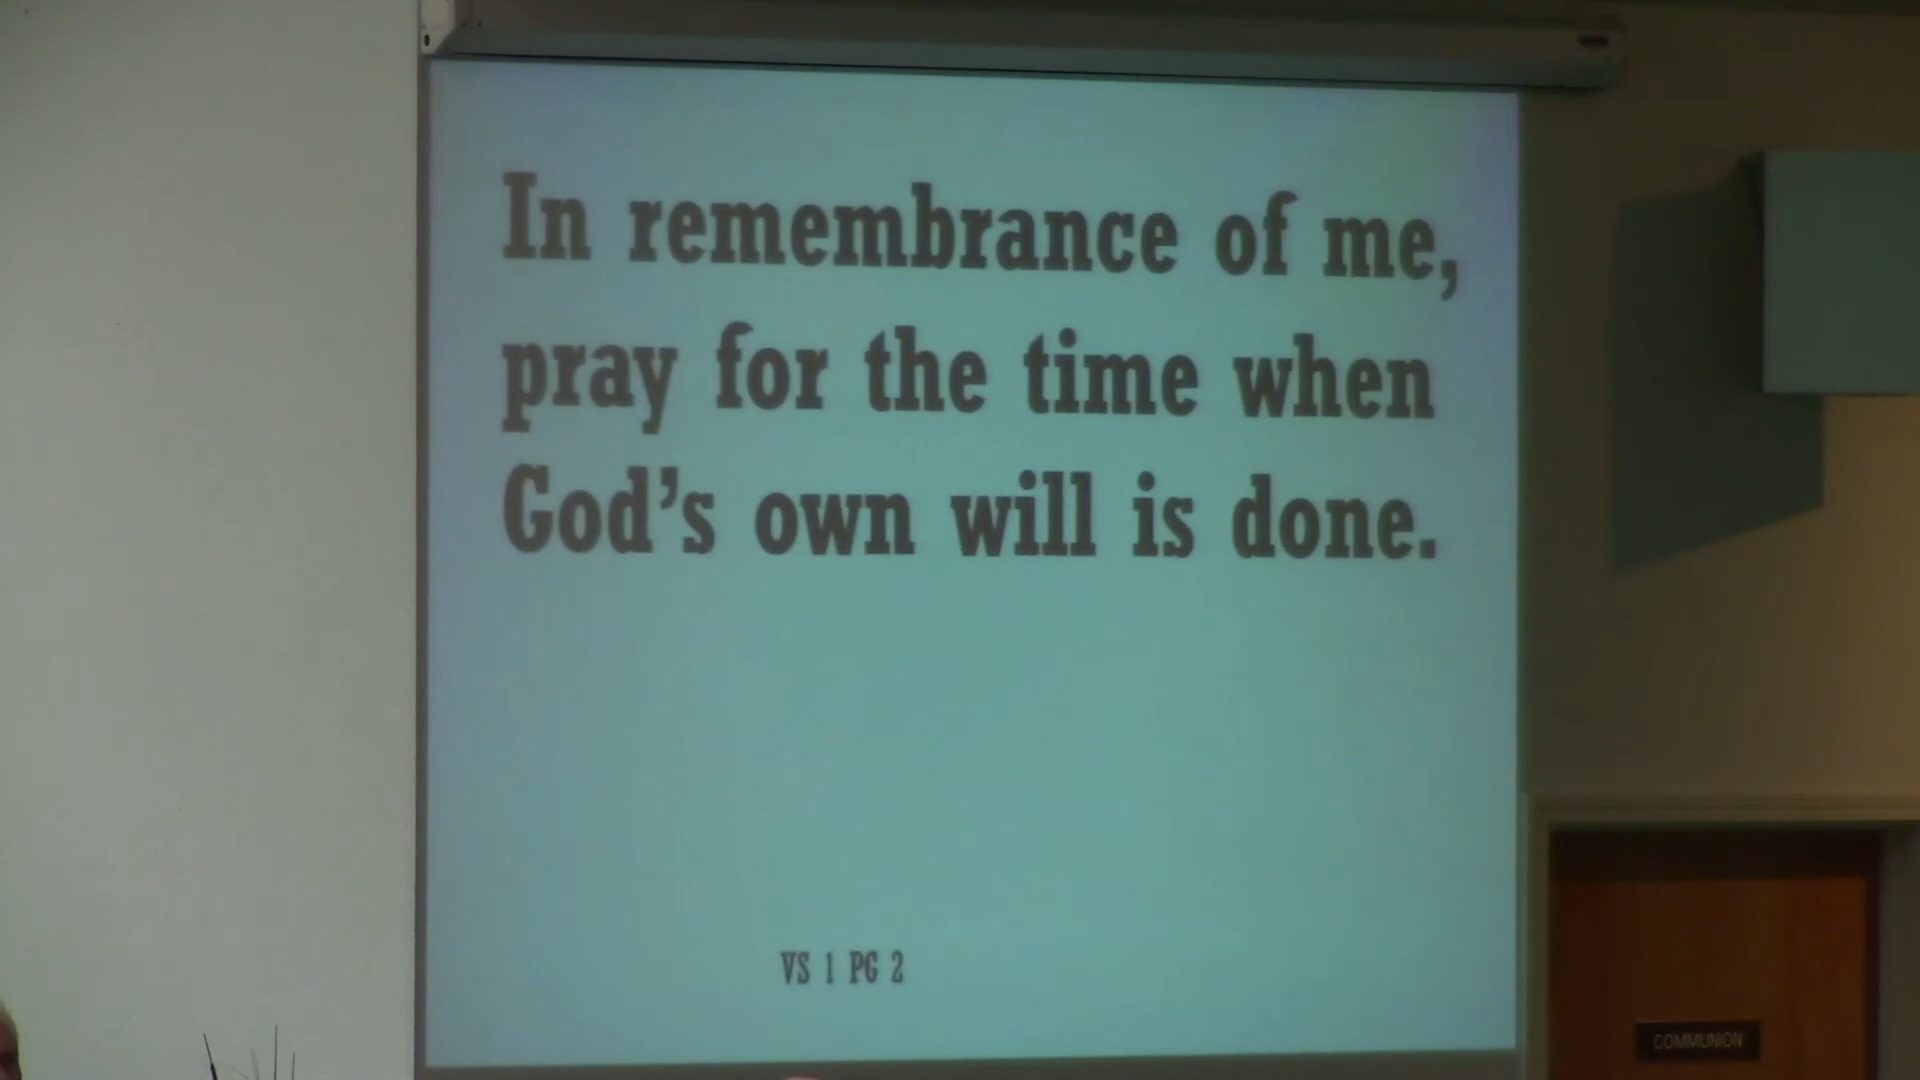 In remembrance of me,
pray for the time when
God's own will is done.
VS 1 PG 2
COMMUNION